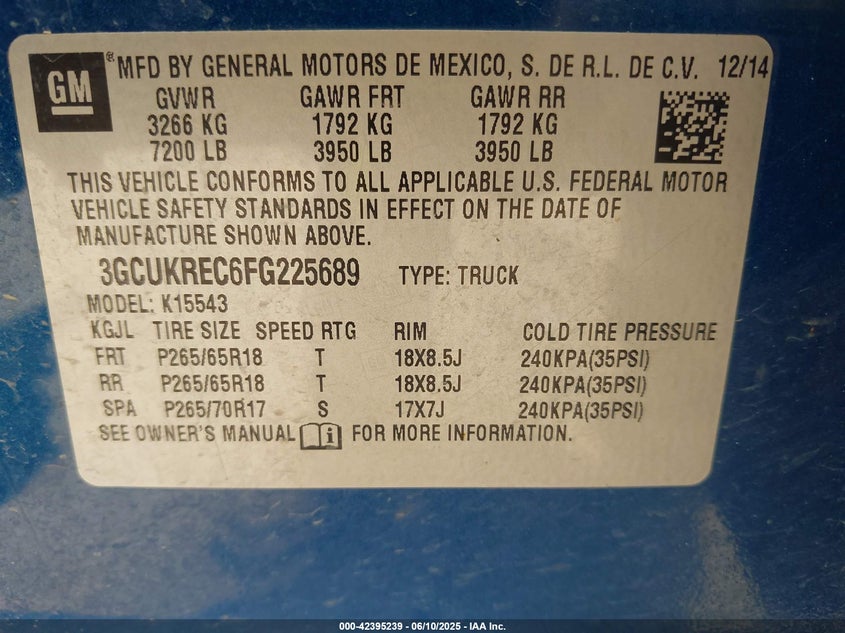 GM ® MFD BY GENERAL MOTORS DE MEXICO, S. DE R.L. DE C.V. 12/14
GVWR GAWR FRT GAWR RR
3266 KG 1792 KG 1792 KG
7200 LB 3950 LB 3950 LB
THIS VEHICLE CONFORMS TO ALL APPLICABLE U.S. FEDERAL MOTOR
VEHICLE SAFETY STANDARDS IN EFFECT ON THE DATE OF
MANUFACTURE SHOWN ABOVE.
3GCUKREC6FG225689 TYPE: TRUCK
MODEL: K15543
KGJL TIRE SIZE SPEED RTG RIM COLD TIRE PRESSURE
FRT P265/65R18 T 18X8.5J 240KPA(35PSI)
RR P265/65R18 T 18X8.5J 240KPA(35PSI)
SPA P265/70R17 S 17X7J 240KPA(35PSI)
SEE OWNER'S MANUAL i FOR MORE INFORMATION.
000-42395239 - 06/10/2025 - IAA Inc.